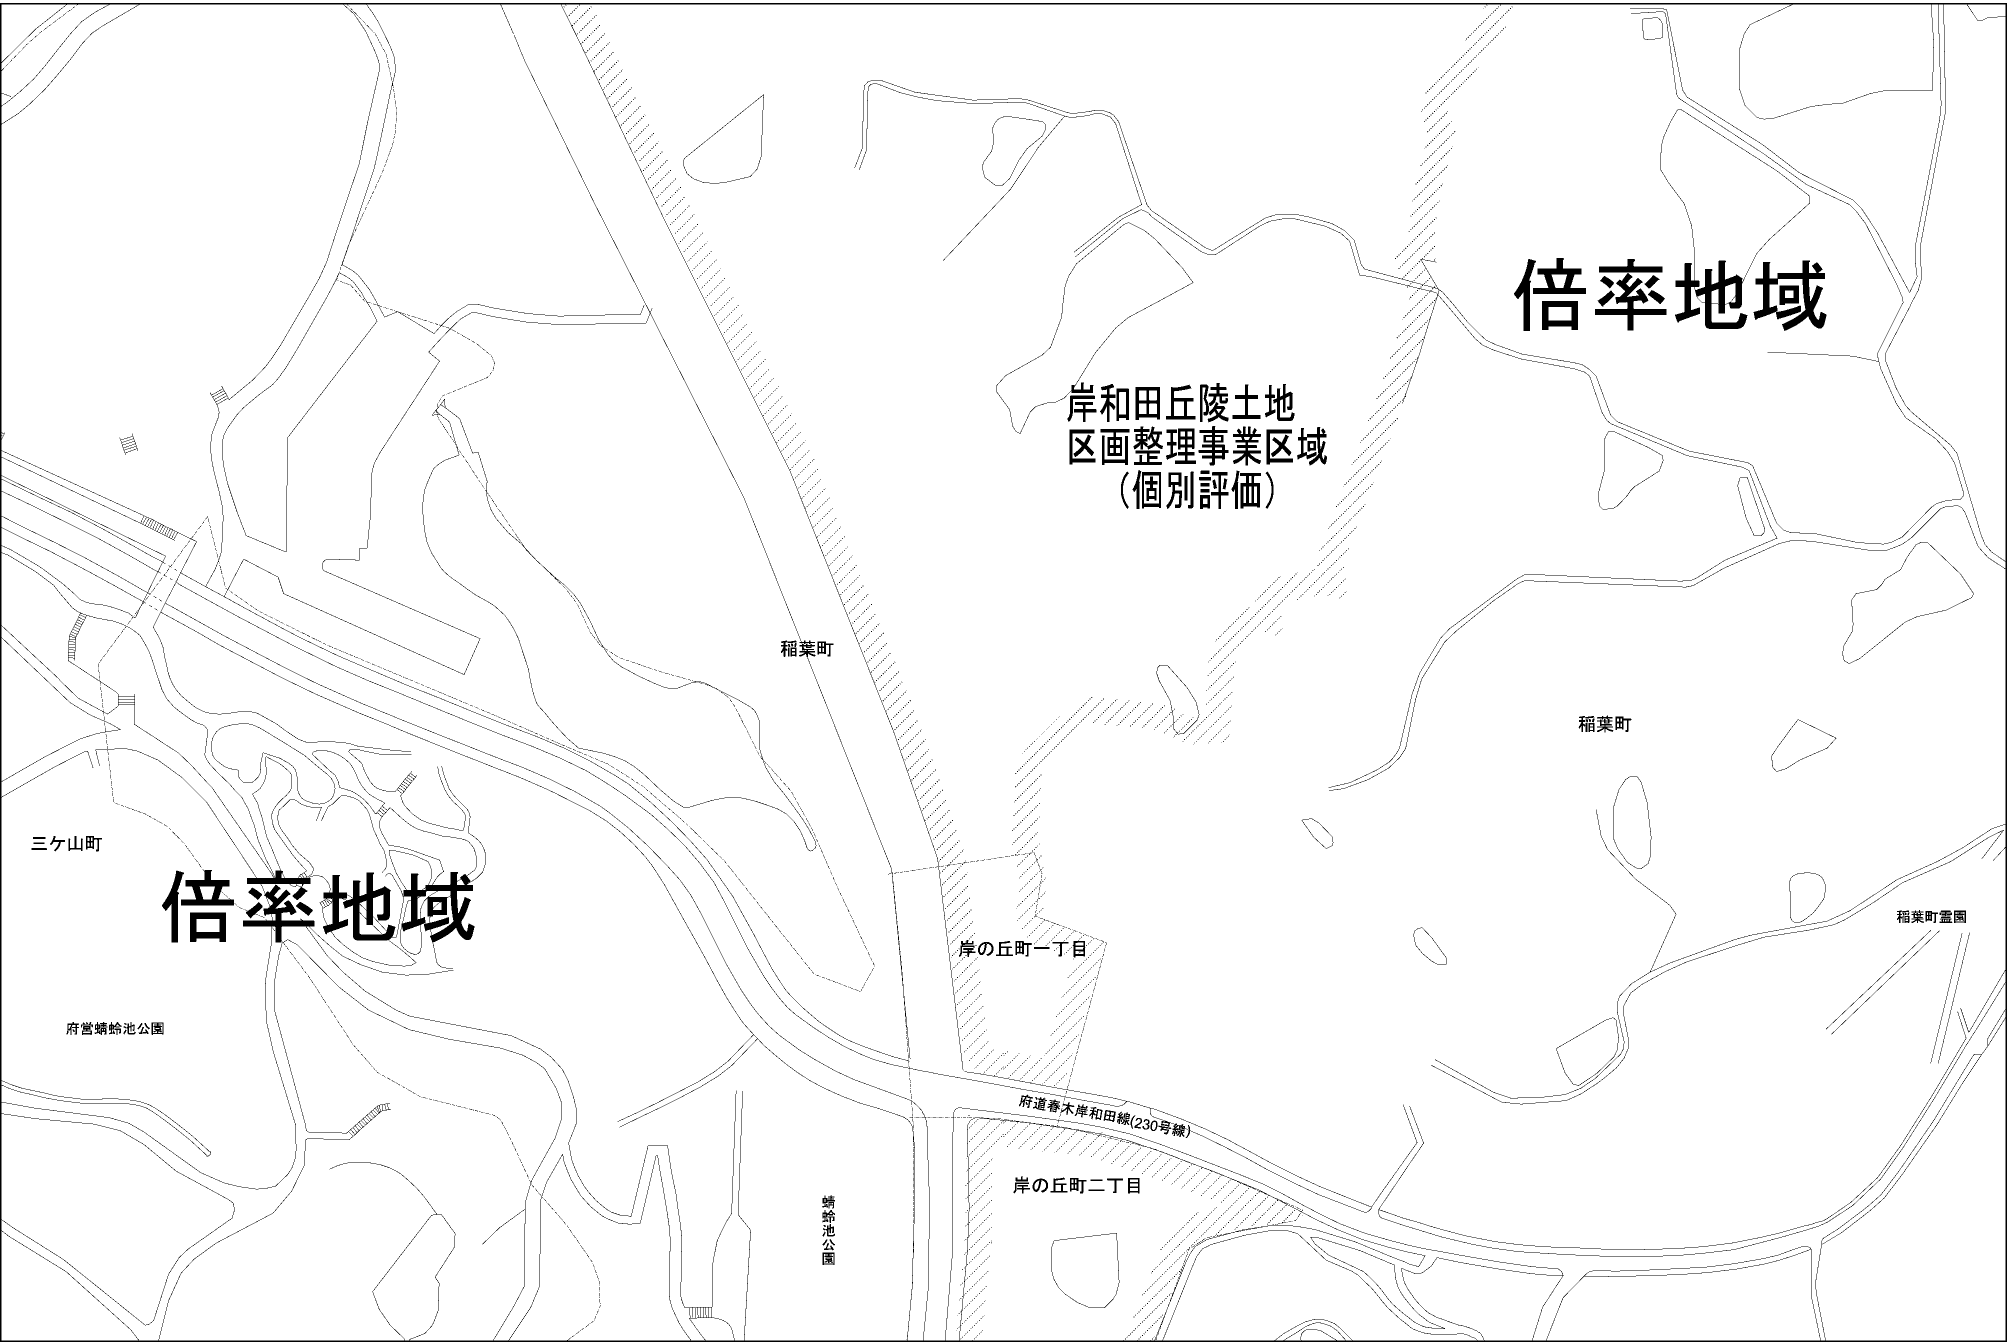 倍率地域
岸和田丘陵土地
区画整理事業区域
（個別評価）
稲葉町
稲葉町
三ケ山町
倍率地域
稲葉町霊園
岸の丘町一丁目
府営蜻蛉池公園
府道春木岸和田線(230号線)
岸の丘町二丁目
蜻蛉池公園